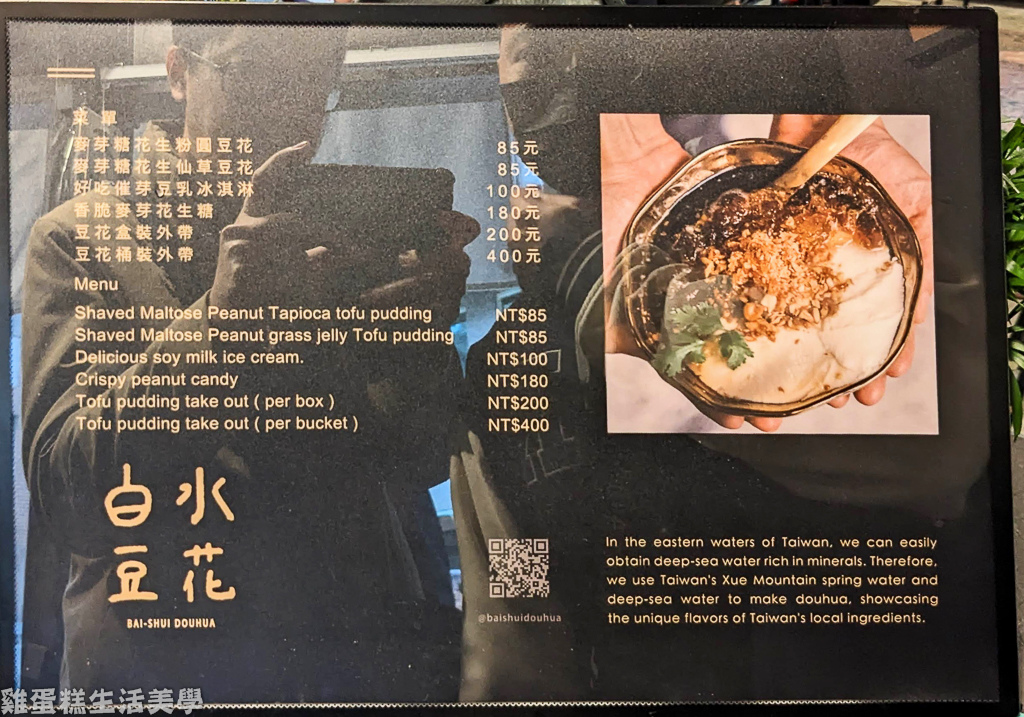 菜單
麥芽糖花生粉圓豆花 85元
麥芽糖花生仙草豆花 85元
好吃催芽豆乳冰淇淋 100元
香脆麥芽花生糖 180元
豆花盒裝外帶 200元
豆花桶裝外帶 400元
Menu
Shaved Maltose Peanut Tapioca tofu pudding NT$85
Shaved Maltose Peanut grass jelly Tofu pudding NT$85
Delicious soy milk ice cream. NT$100
Crispy peanut candy NT$180
Tofu pudding take out ( per box ) NT$200
Tofu pudding take out ( per bucket ) NT$400
白水
豆花
BAI-SHUI DOUHUA
@baishuidouhua
In the eastern waters of Taiwan, we can easily
obtain deep-sea water rich in minerals. Therefore,
we use Taiwan's Xue Mountain spring water and
deep-sea water to make douhua, showcasing
the unique flavors of Taiwan's local ingredients.
雞蛋糕生活美學